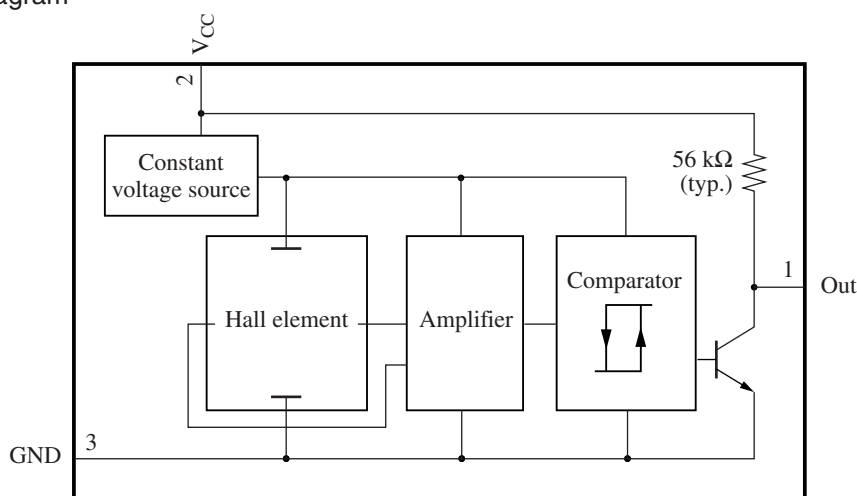 agram
VCC
2
Constant
voltage source
56 kΩ
(typ.)
1
Out
Hall element
Amplifier
Comparator
GND
3